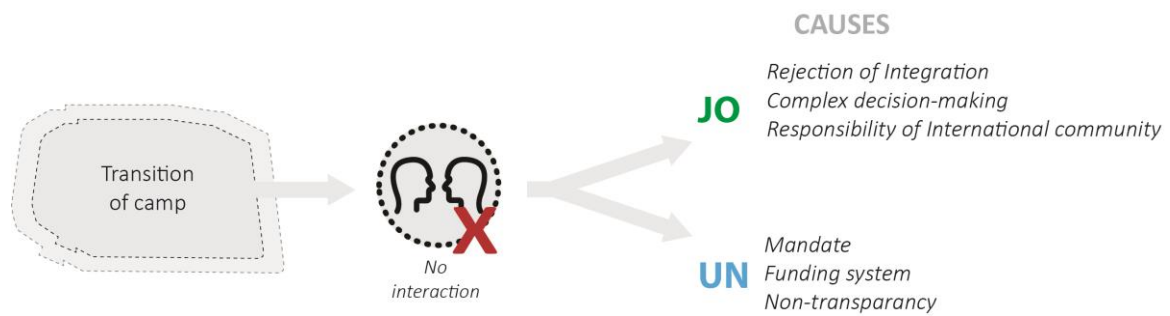 CAUSES
Transition
of camp
No
interaction
JO
Rejection of Integration
Complex decision-making
Responsibility of International community
UN
Mandate
Funding system
Non-transparancy